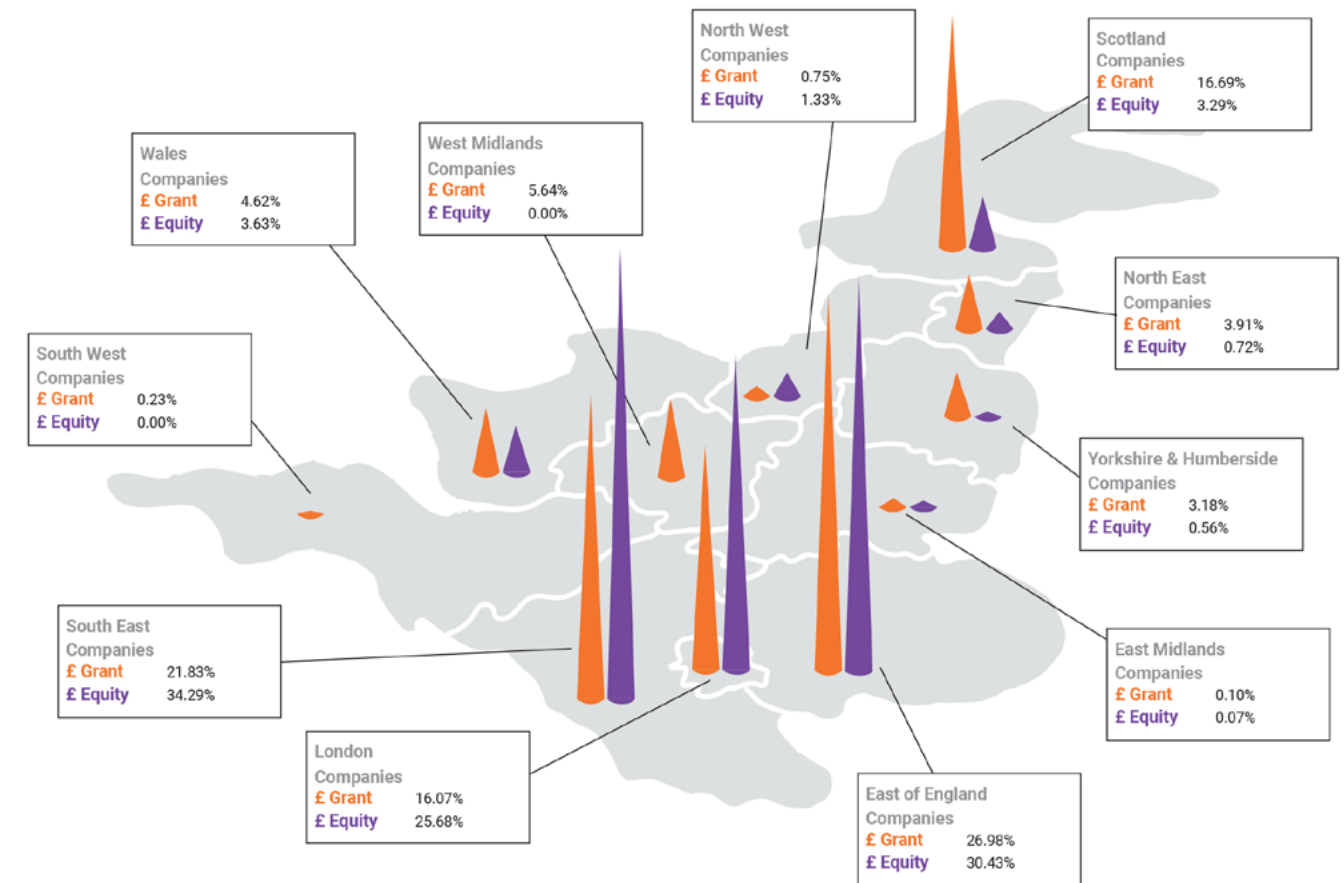 North West
Companies
£ Grant 0.75%
£ Equity 1.33%
Scotland
Companies
£ Grant 16.69%
£ Equity 3.29%
West Midlands
Companies
£ Grant 5.64%
£ Equity 0.00%
Wales
Companies
£ Grant 4.62%
£ Equity 3.63%
North East
Companies
£ Grant 3.91%
£ Equity 0.72%
South West
Companies
£ Grant 0.23%
£ Equity 0.00%
Yorkshire & Humberside
Companies
£ Grant 3.18%
£ Equity 0.56%
South East
Companies
£ Grant 21.83%
£ Equity 34.29%
East Midlands
Companies
£ Grant 0.10%
£ Equity 0.07%
London
Companies
£ Grant 16.07%
£ Equity 25.68%
East of England
Companies
£ Grant 26.98%
£ Equity 30.43%